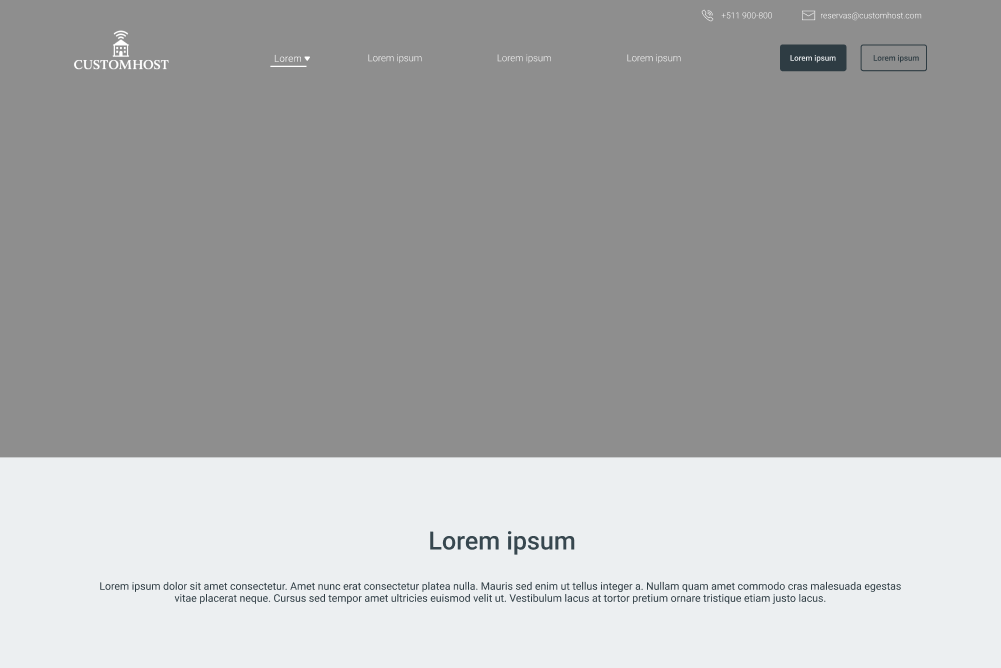 +511 900-800
reservas@customhost.com
CUSTOMHOST
Lorem
Lorem ipsum
Lorem ipsum
Lorem ipsum
Lorem ipsum
Lorem ipsum
Lorem ipsum
Lorem ipsum dolor sit amet consectetur. Amet nunc erat consectetur platea nulla. Mauris sed enim ut tellus integer a. Nullam quam amet commodo cras malesuada egestas
vitae placerat neque. Cursus sed tempor amet ultricies euismod velit ut. Vestibulum lacus at tortor pretium ornare tristique etiam justo lacus.